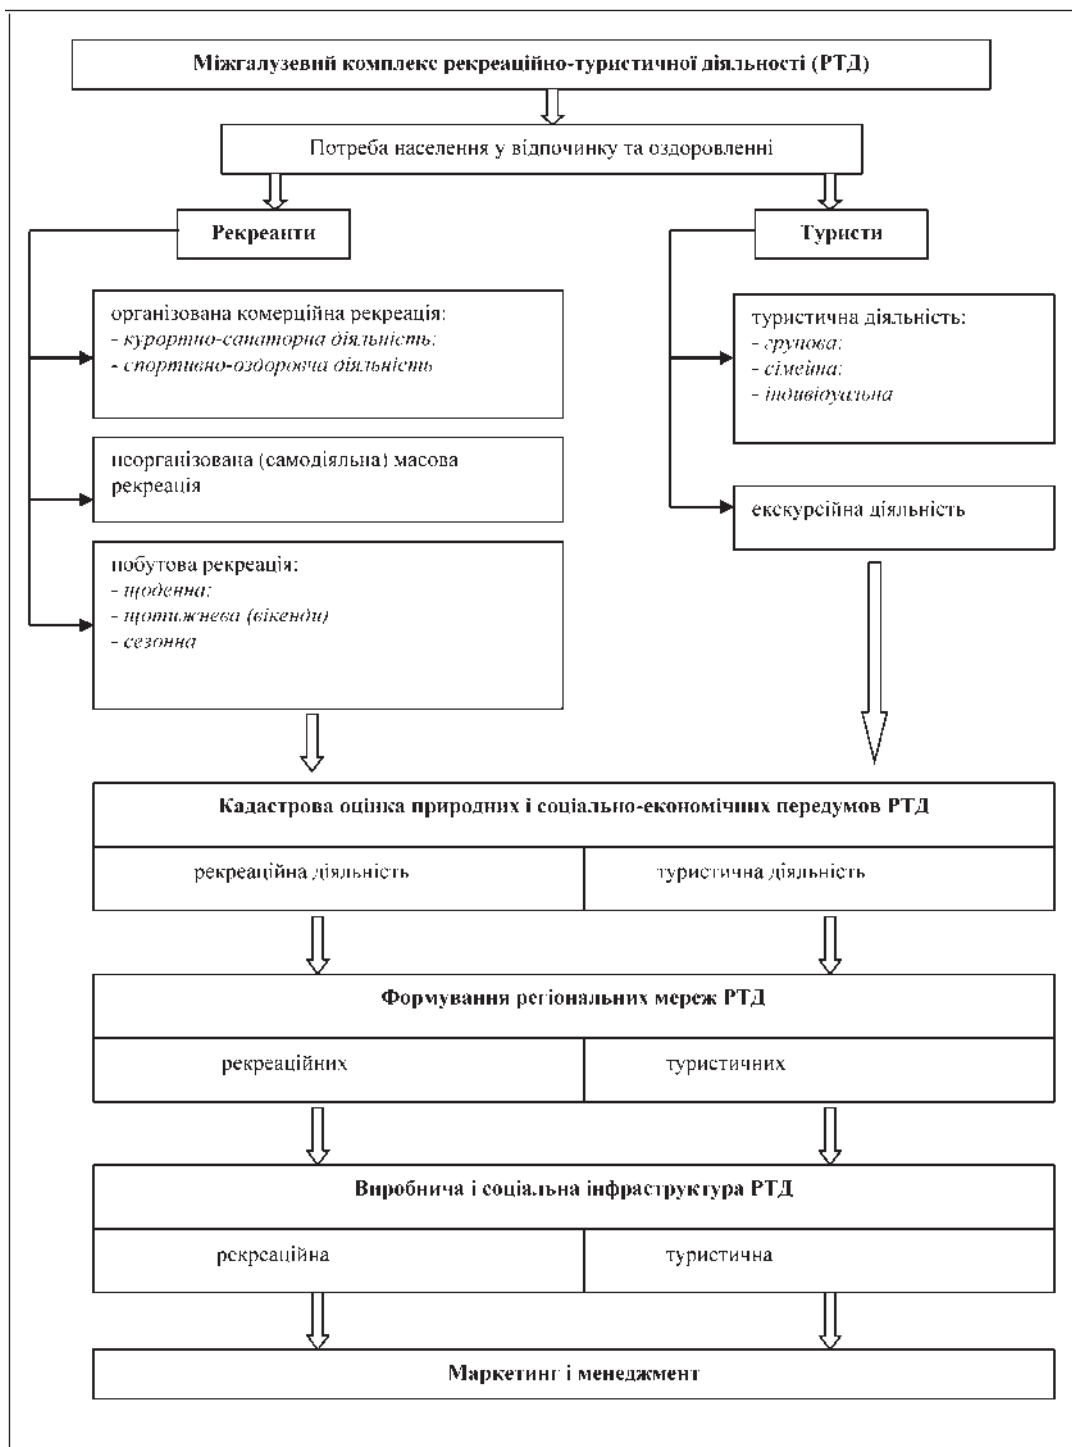 Міжгалузевий комплекс рекреаційно-туристичної діяльності (РТД)
Потреба населення у відпочинку та оздоровленні
Рекреанти
Туристи
організована комерційна рекреація:
- курортно-санаторна діяльність;
- спортивно-оздоровча діяльність
неорганізована (самодіяльна) масова
рекреація
побутова рекреація:
- щоденна;
- щотижнева (вікенди)
- сезонна
туристична діяльність:
- групова;
- сімейна;
- індивідуальна
екскурсійна діяльність
Кадастрова оцінка природних і соціально-економічних передумов РТД
рекреаційна діяльність
туристична діяльність
Формування регіональних мереж РТД
рекреаційних
туристичних
Виробнича і соціальна інфраструктура РТД
рекреаційна
туристична
Маркетинг і менеджмент